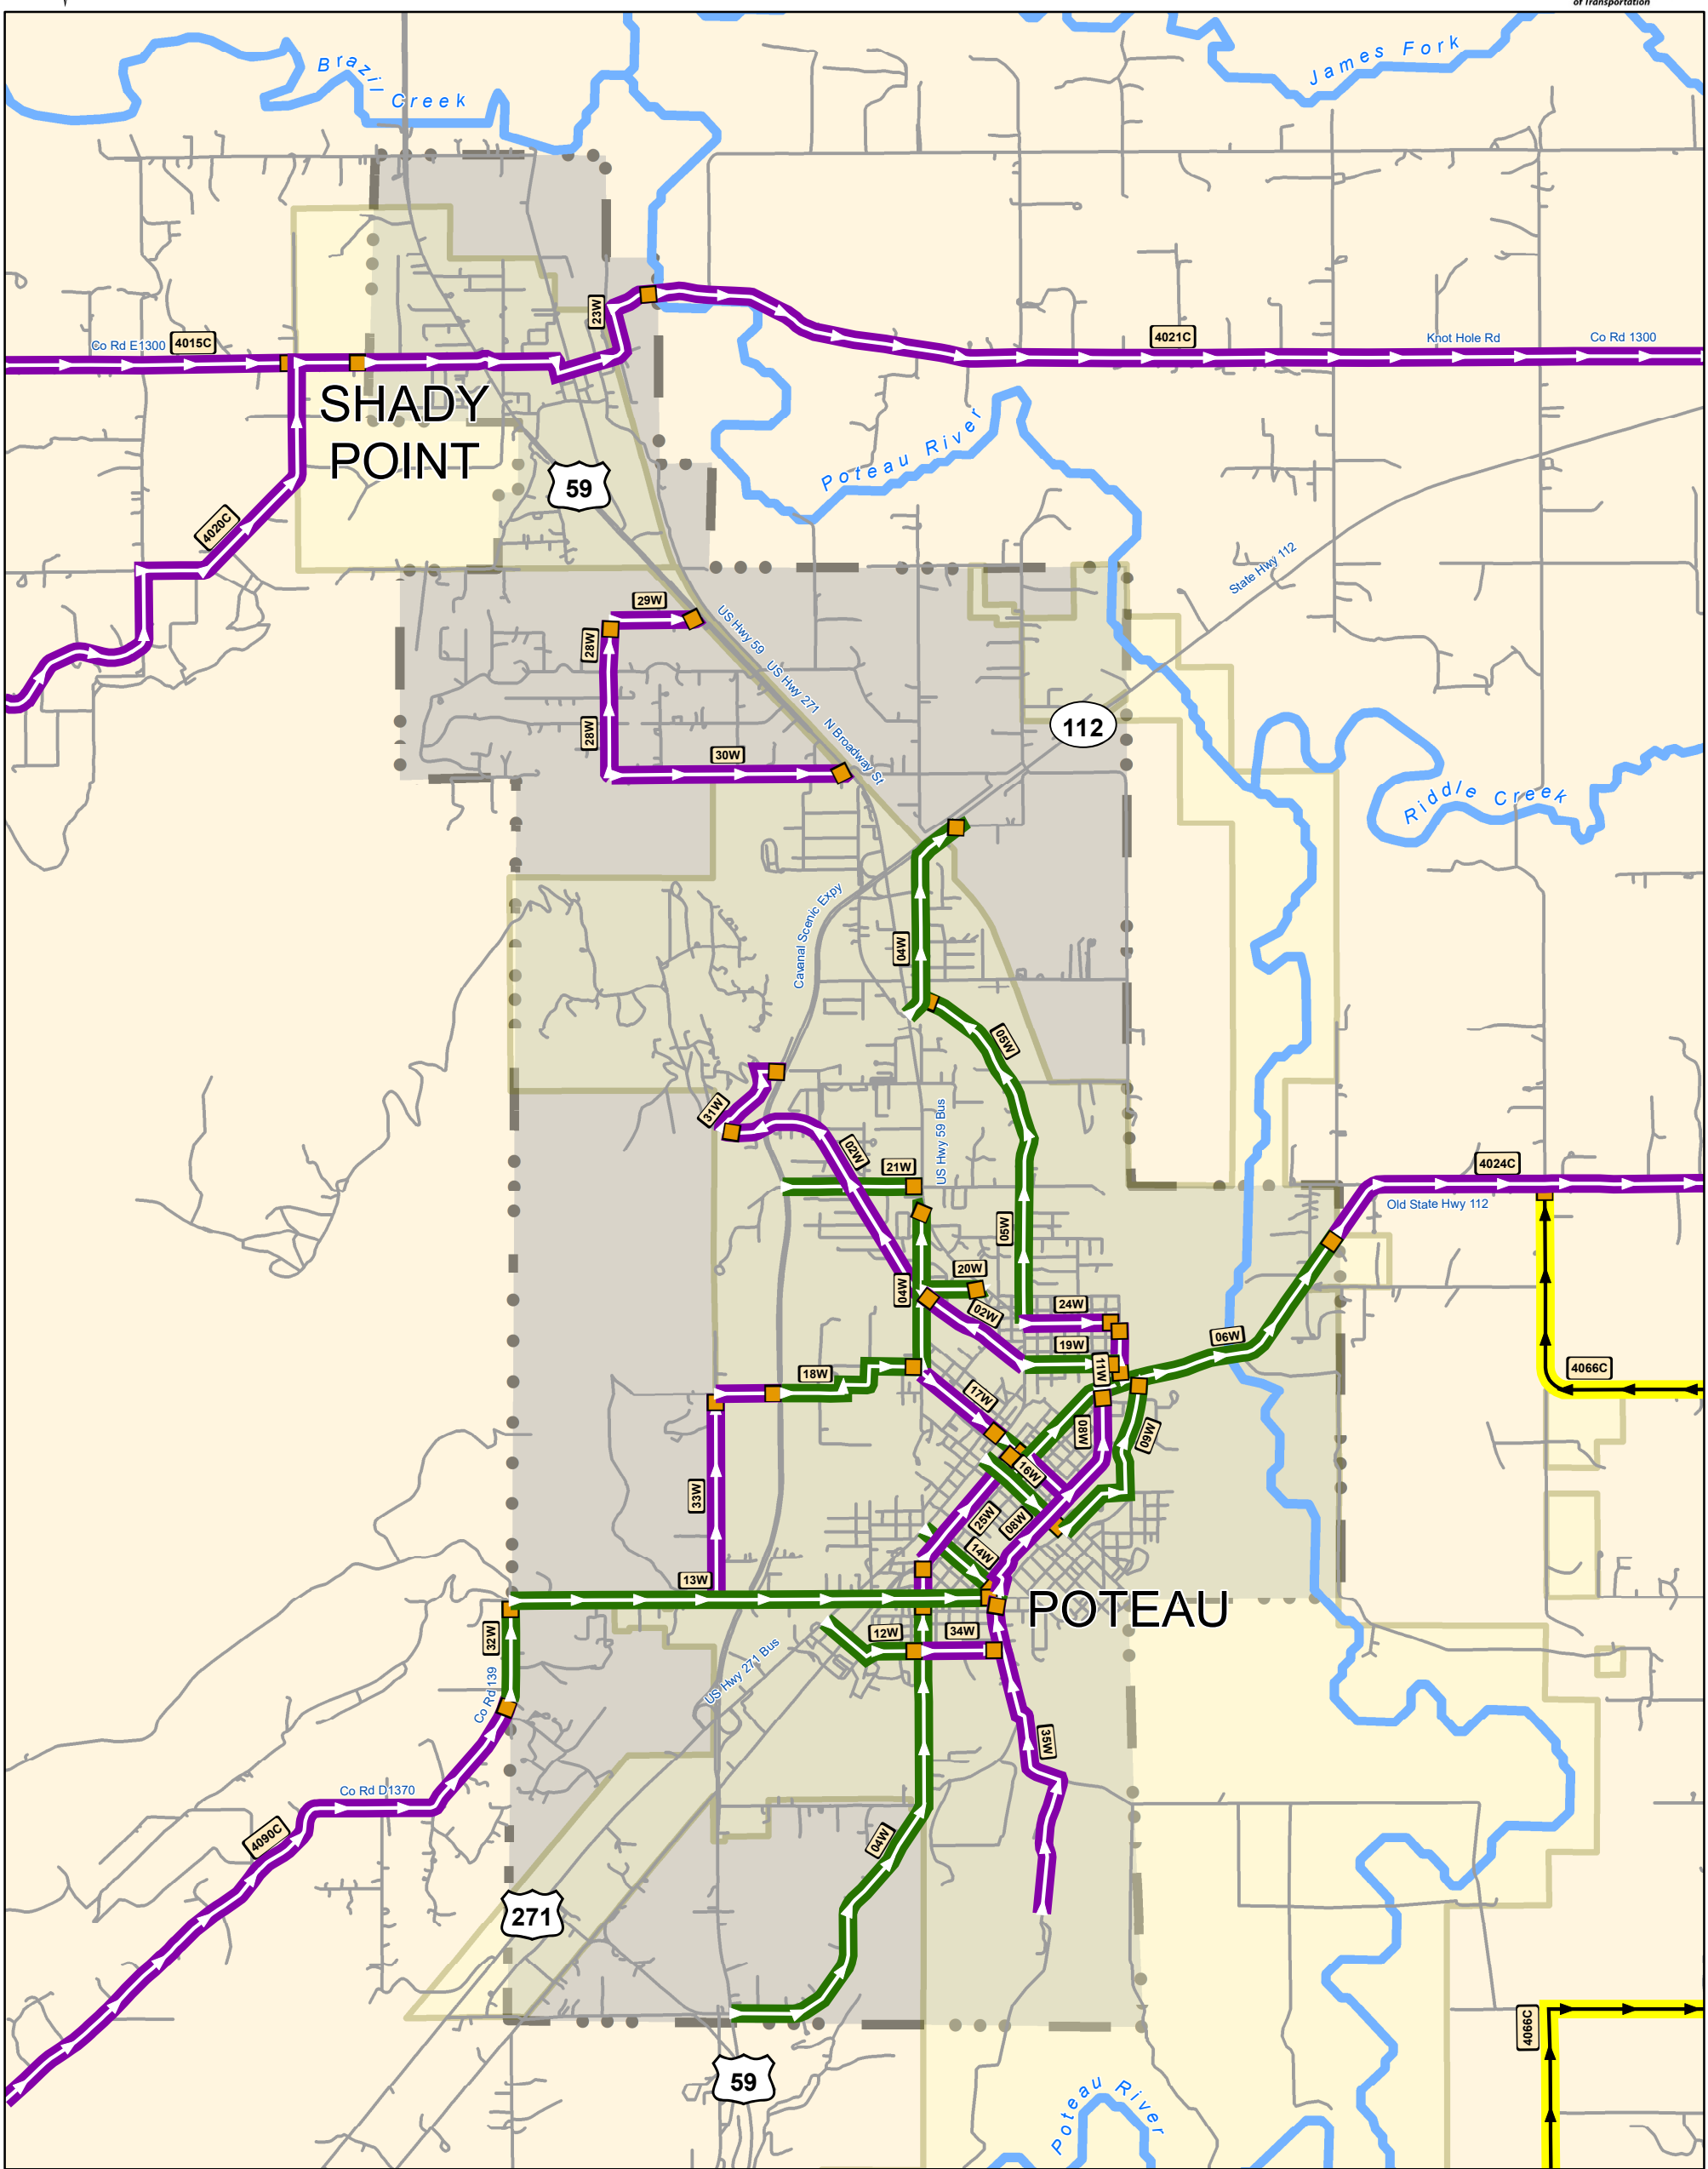 of Transportation
Brazil
Creek
James Fork
23W
Co Rd E1300
4015C
4021C
Knot Hole Rd
Co Rd 1300
SHADY
POINT
Poteau River
59
4020C
State Hwy 112
29W
28W
US Hwy 59
US Hwy 271
N Broadway St
28W
30W
112
Riddle Creek
Cavanal Scenic Expy
04W
05W
31W
US Hwy 59 Bus
02W
21W
4024C
Old State Hwy 112
05W
20W
04W
02W
24W
19W
06W
11W
4066C
18W
17W
08W
09W
16W
33W
25W
08W
14W
13W
POTEAU
32W
12W
34W
US Hwy 271 Bus
Co Rd 139
35W
Co Rd D1370
4090C
04W
271
4066C
59
Poteau River